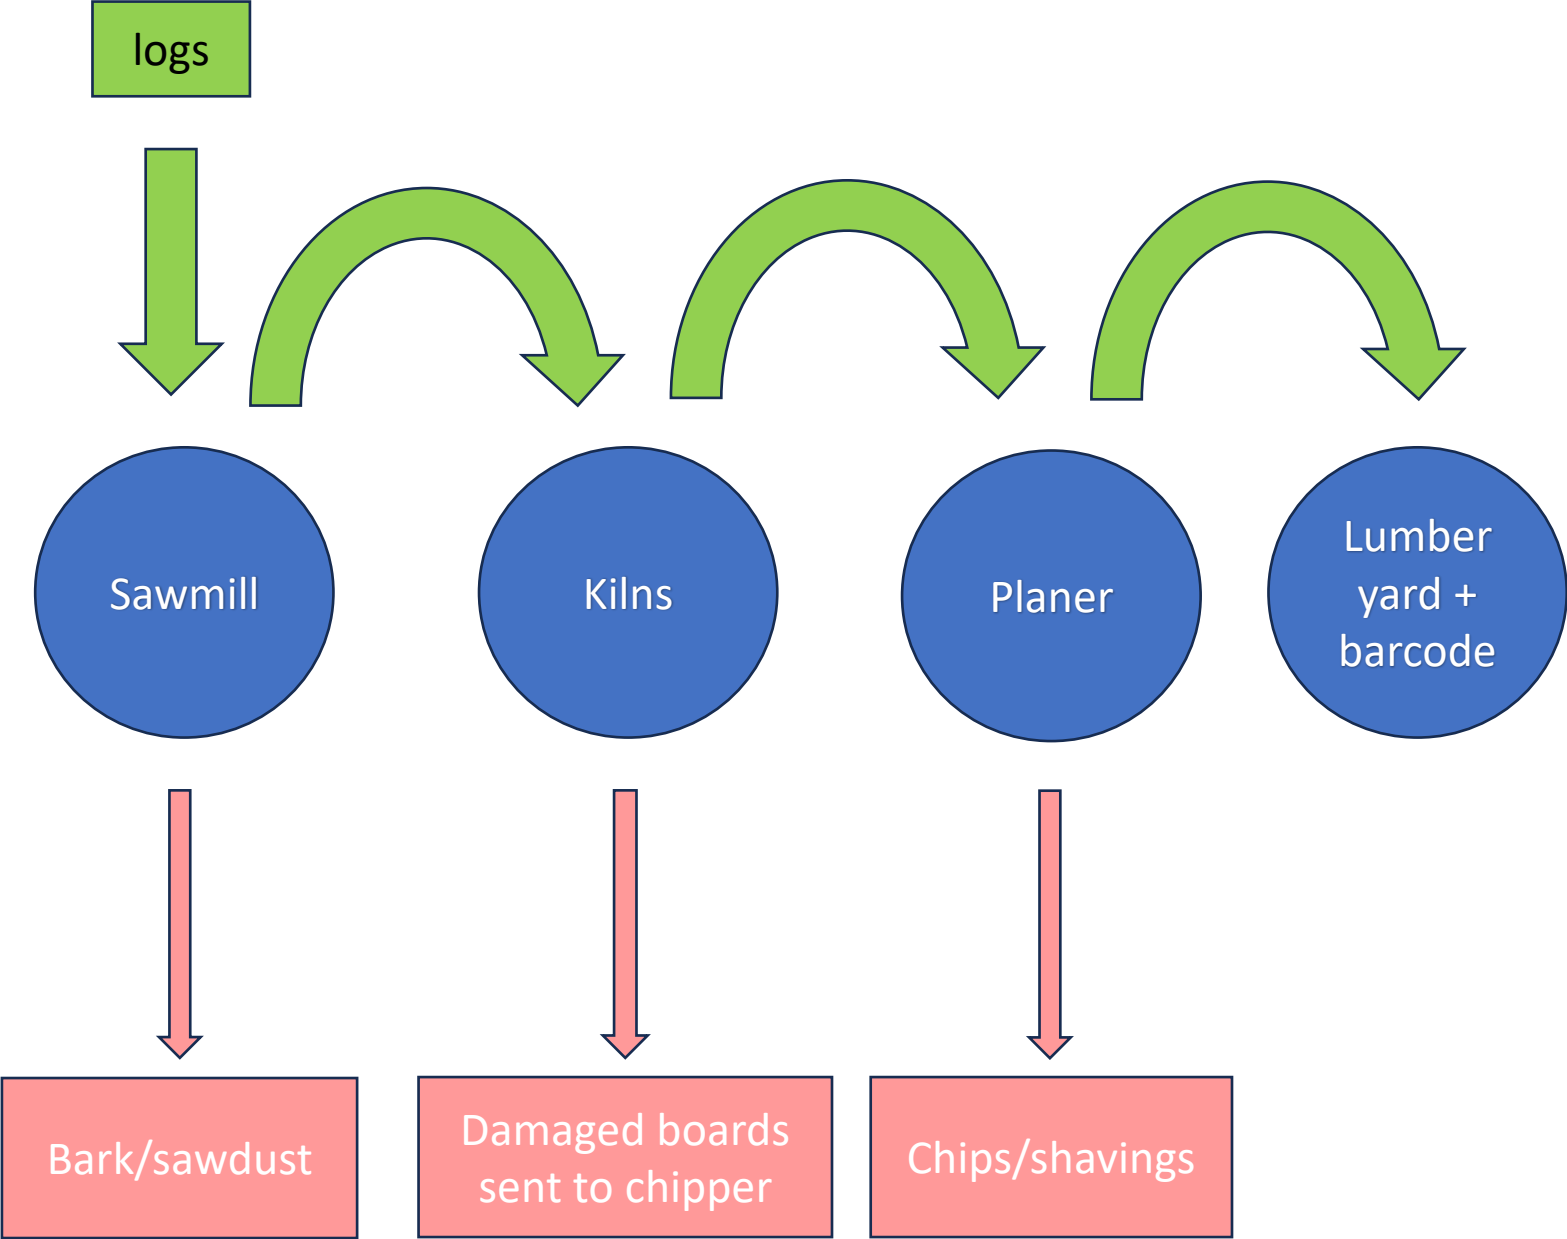 logs
Sawmill
Kilns
Planer
Lumber
yard +
barcode
Bark/sawdust
Damaged boards
sent to chipper
Chips/shavings